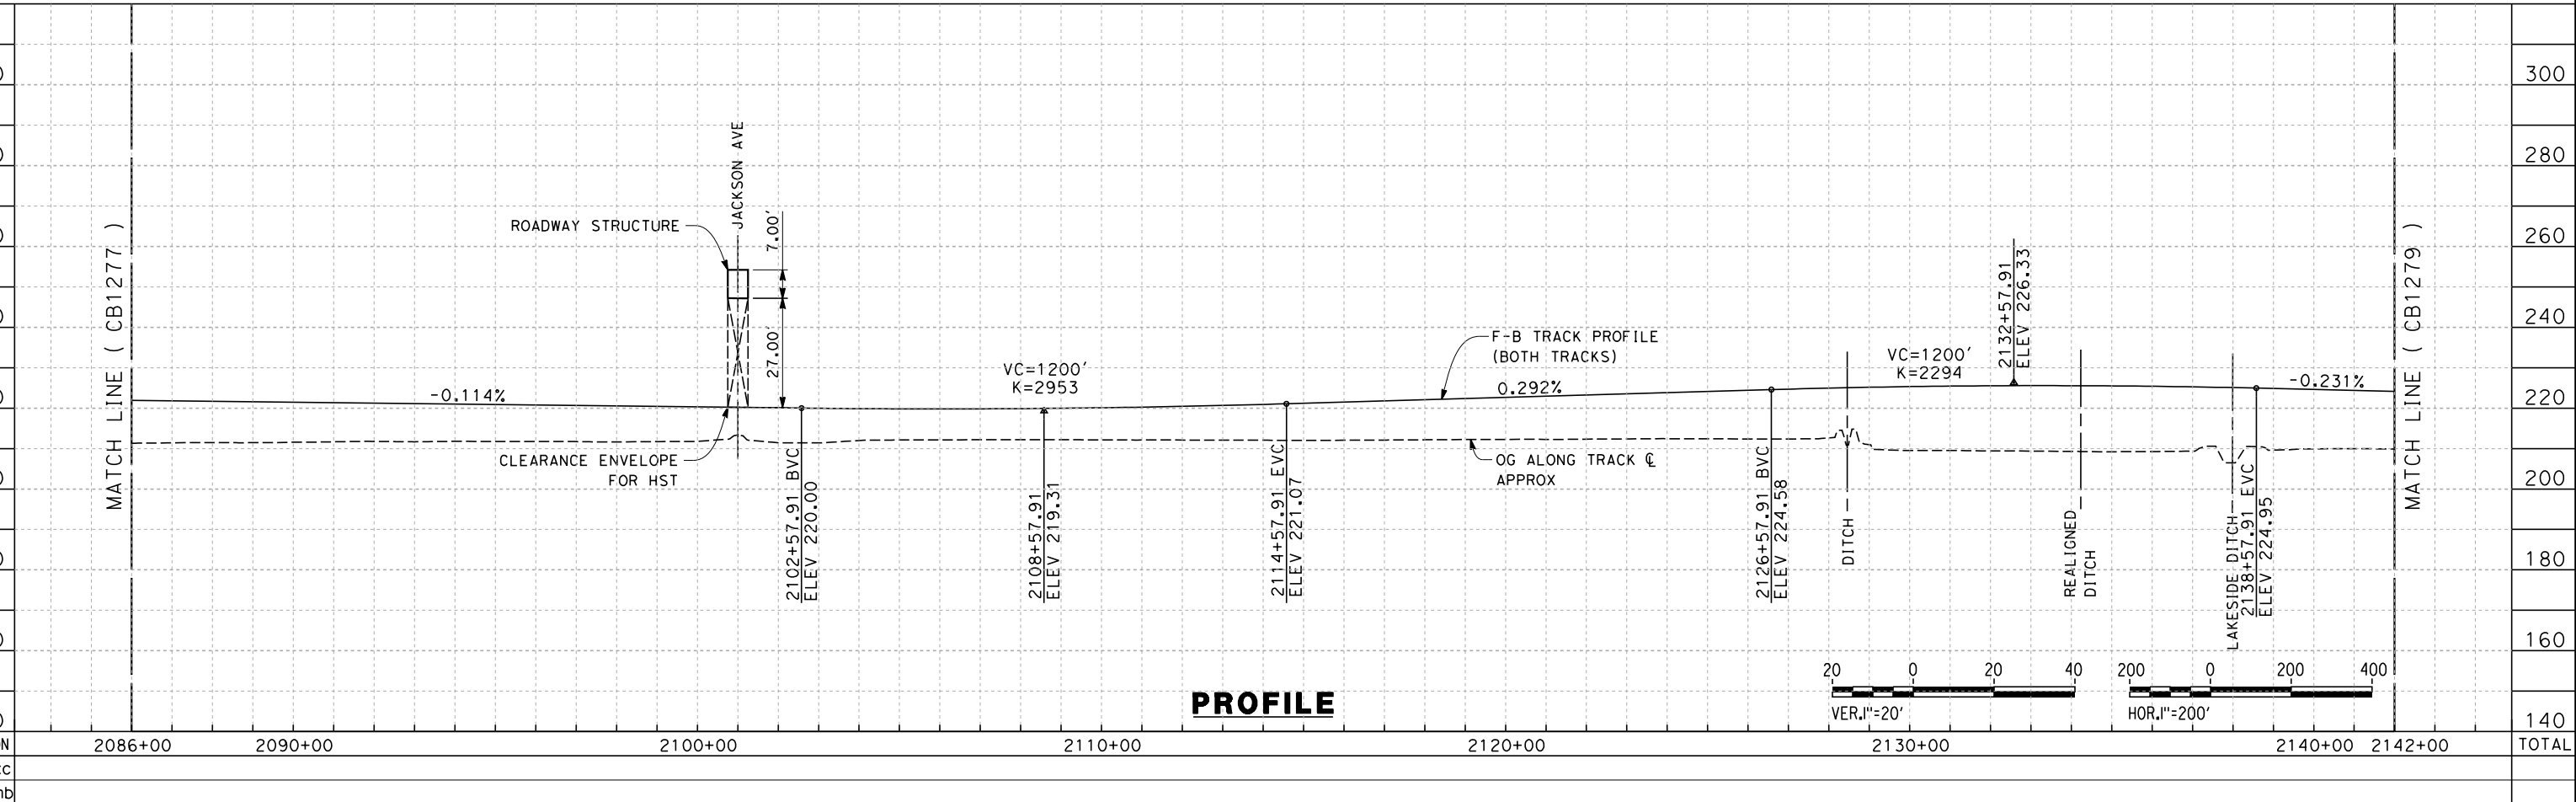 300
280
260
240
220
200
180
160
140
TOTAL
MATCH LINE ( CB1277 )
-0.114%
ROADWAY STRUCTURE
JACKSON AVE
7.00'
27.00'
CLEARANCE ENVELOPE
FOR HST
2102+57.91 BVC
ELEV 220.00
VC=1200'
K=2953
2108+57.91
ELEV 219.31
2114+57.91 EVC
ELEV 221.07
F-B TRACK PROFILE
(BOTH TRACKS)
0.292%
OG ALONG TRACK ℄
APPROX
2126+57.91 BVC
ELEV 224.58
DITCH
VC=1200'
K=2294
2132+57.91
ELEV 226.33
REALIGNED
DITCH
LAKESIDE DITCH
2138+57.91 EVC
ELEV 224.95
-0.231%
MATCH LINE ( CB1279 )
PROFILE
20 0 20 40
VER.1"=20'
200 0 200 400
HOR.1"=200'
2086+00 2090+00 2100+00 2110+00 2120+00 2130+00 2140+00 2142+00